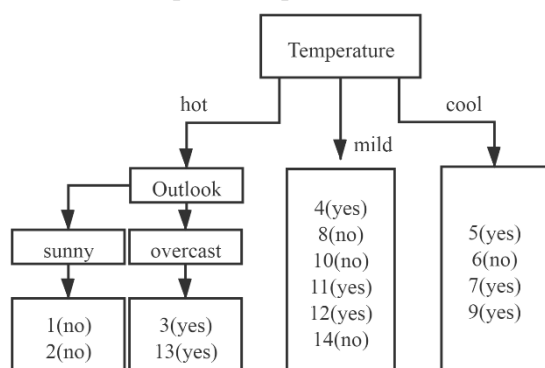 Temperature
hot
cool
mild
Outlook
sunny
overcast
1(no)
2(no)
3(yes)
13(yes)
4(yes)
8(no)
10(no)
11(yes)
12(yes)
14(no)
5(yes)
6(no)
7(yes)
9(yes)